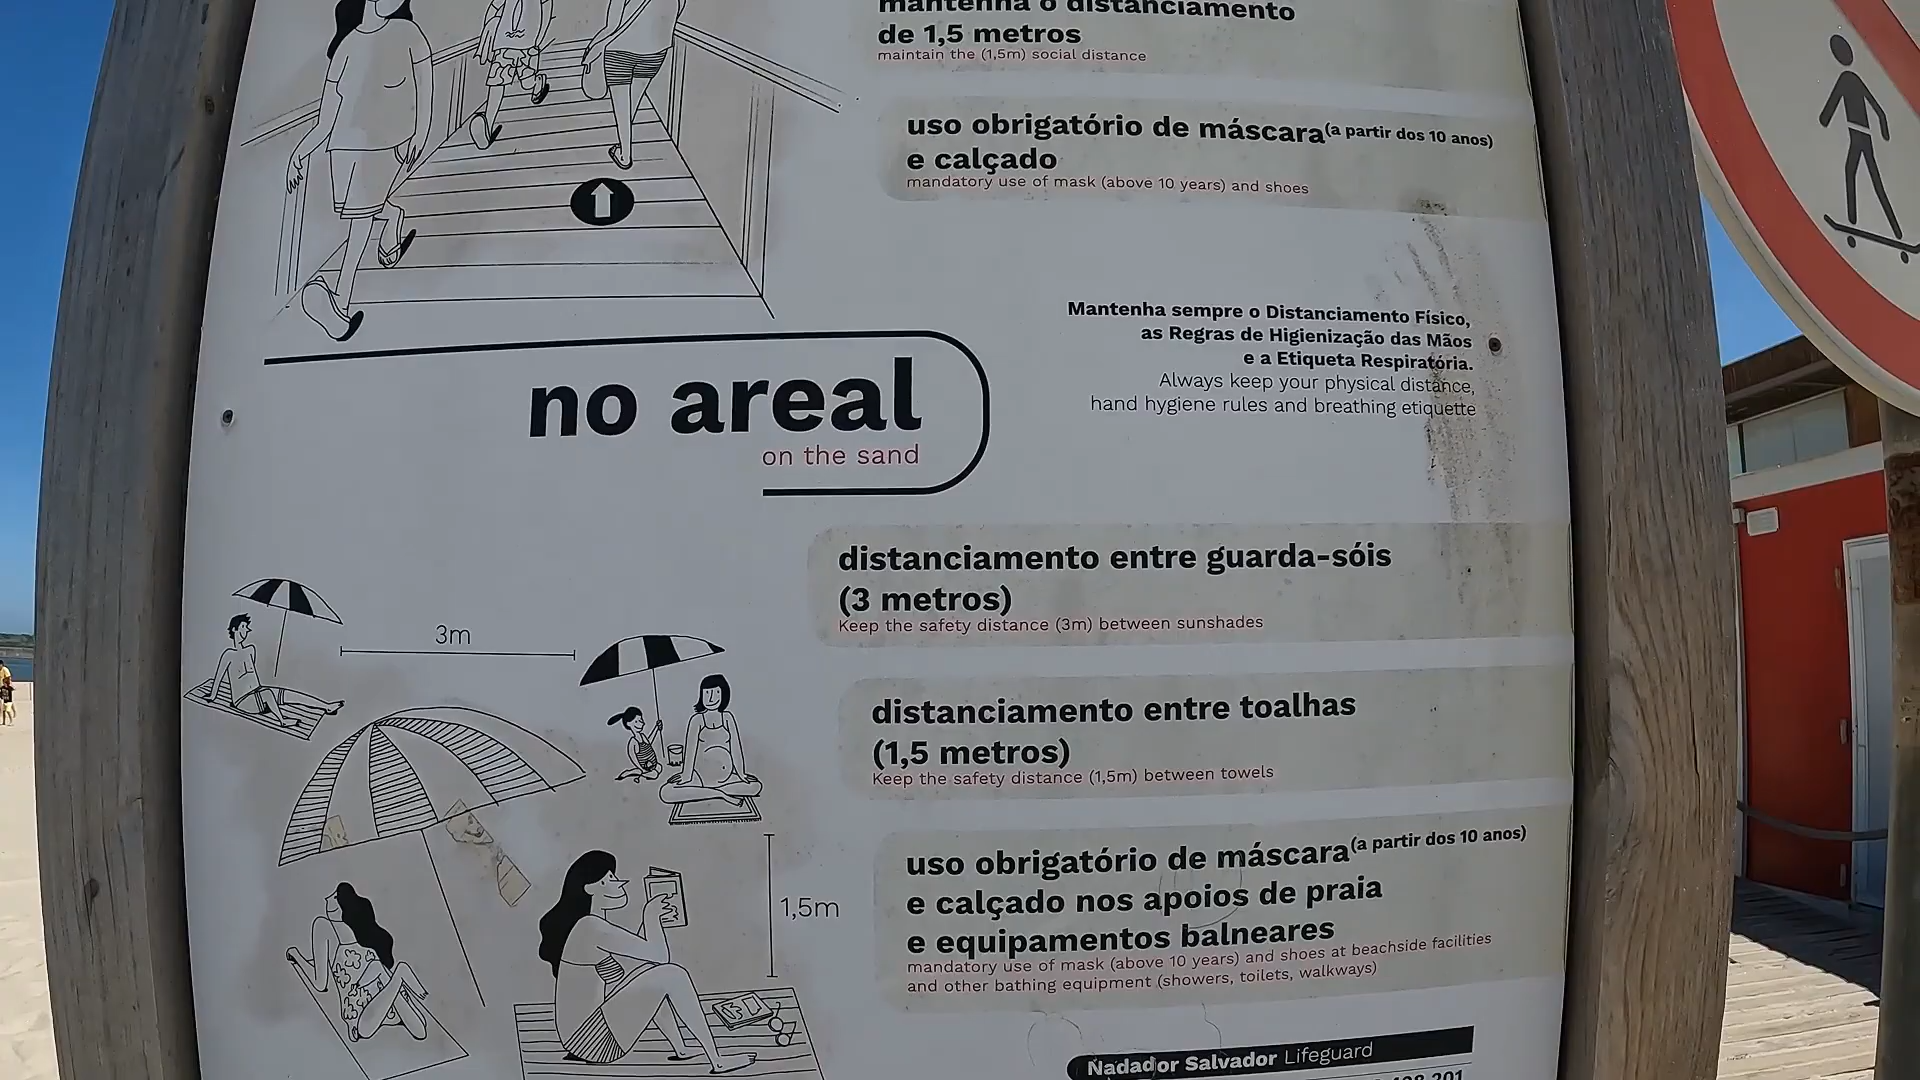 mantenha o distanciamento
de 1,5 metros
maintain the (1,5m) social distance
uso obrigatório de máscara(a partir dos 10 anos)
e calçado
mandatory use of mask (above 10 years) and shoes
Mantenha sempre o Distanciamento Físico,
as Regras de Higienização das Mãos
e a Etiqueta Respiratória.
Always keep your physical distance,
hand hygiene rules and breathing etiquette
no areal
on the sand
distanciamento entre guarda-sóis
(3 metros)
Keep the safety distance (3m) between sunshades
3m
distanciamento entre toalhas
(1,5 metros)
Keep the safety distance (1,5m) between towels
1,5m
uso obrigatório de máscara(a partir dos 10 anos)
e calçado nos apoios de praia
e equipamentos balneares
mandatory use of mask (above 10 years) and shoes at beachside facilities
and other bathing equipment (showers, toilets, walkways)
Nadador Salvador Lifeguard
201